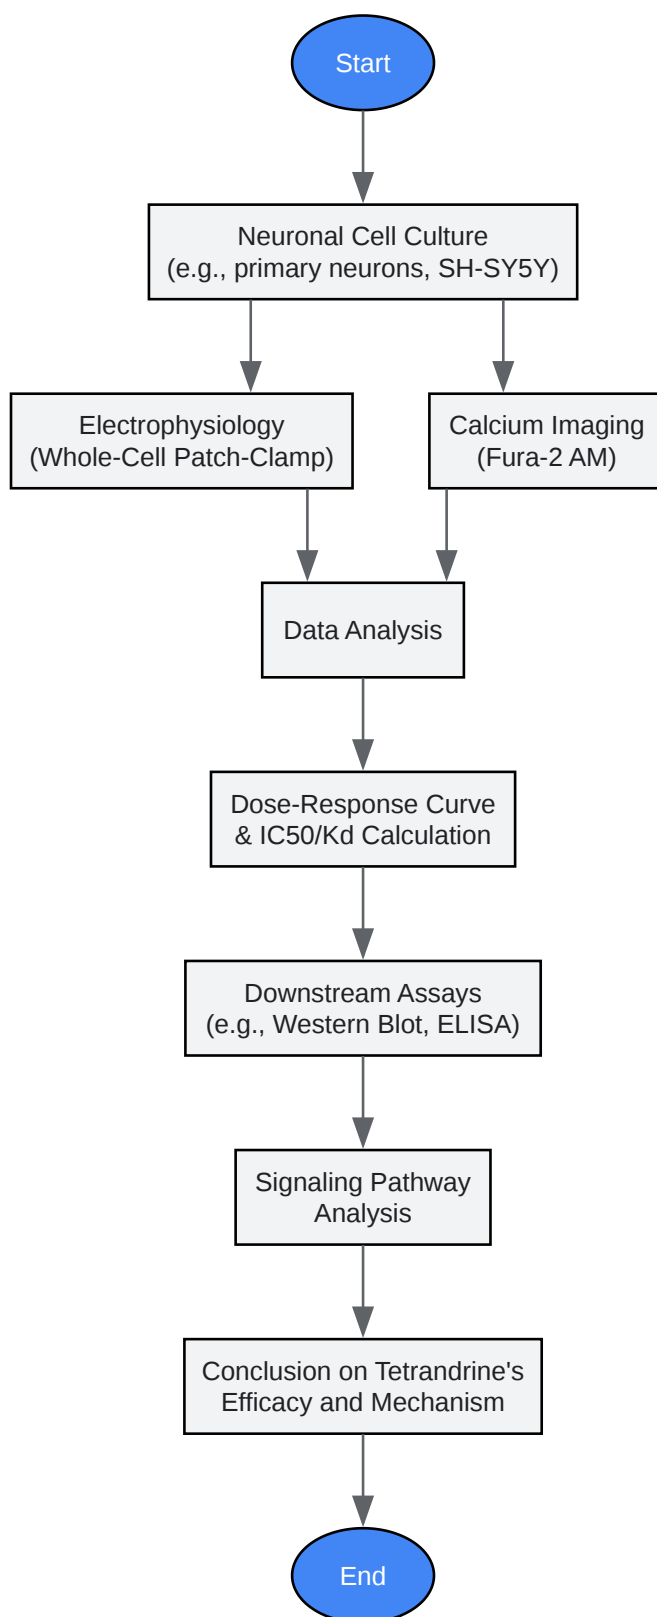 Start
Neuronal Cell Culture
(e.g., primary neurons, SH-SY5Y)
Electrophysiology
(Whole-Cell Patch-Clamp)
Calcium Imaging
(Fura-2 AM)
Data Analysis
Dose-Response Curve
& IC50/Kd Calculation
Downstream Assays
(e.g., Western Blot, ELISA)
Signaling Pathway
Analysis
Conclusion on Tetrandrine's
Efficacy and Mechanism
End